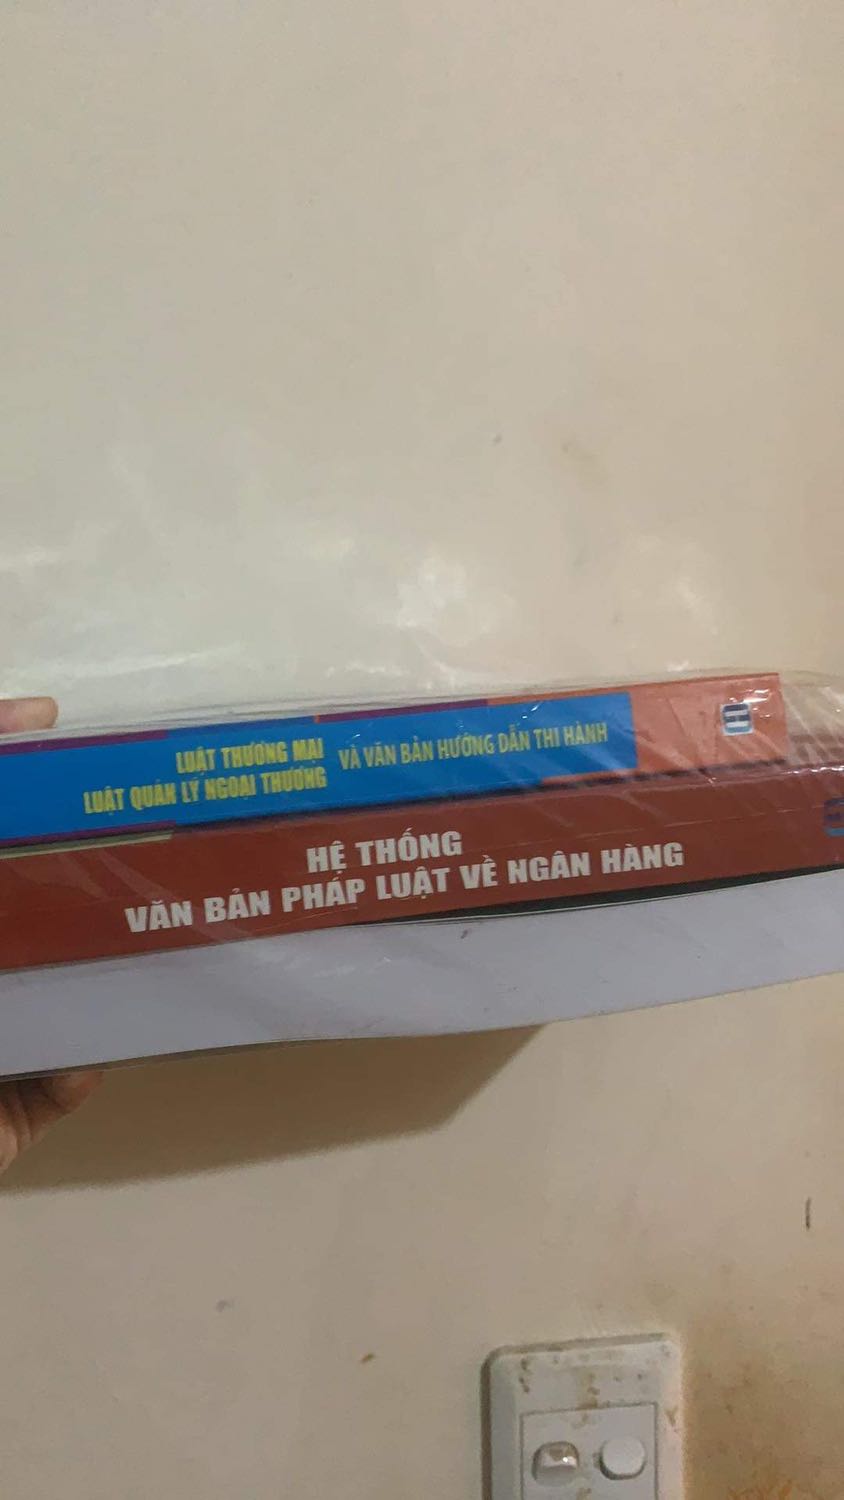 LUẬT THƯƠNG MẠI
LUẬT QUẢN LÝ NGOẠI THƯƠNG
VÀ VĂN BẢN HƯỚNG DẪN THI HÀNH
HỆ THỐNG
VĂN BẢN PHÁP LUẬT VỀ NGÂN HÀNG